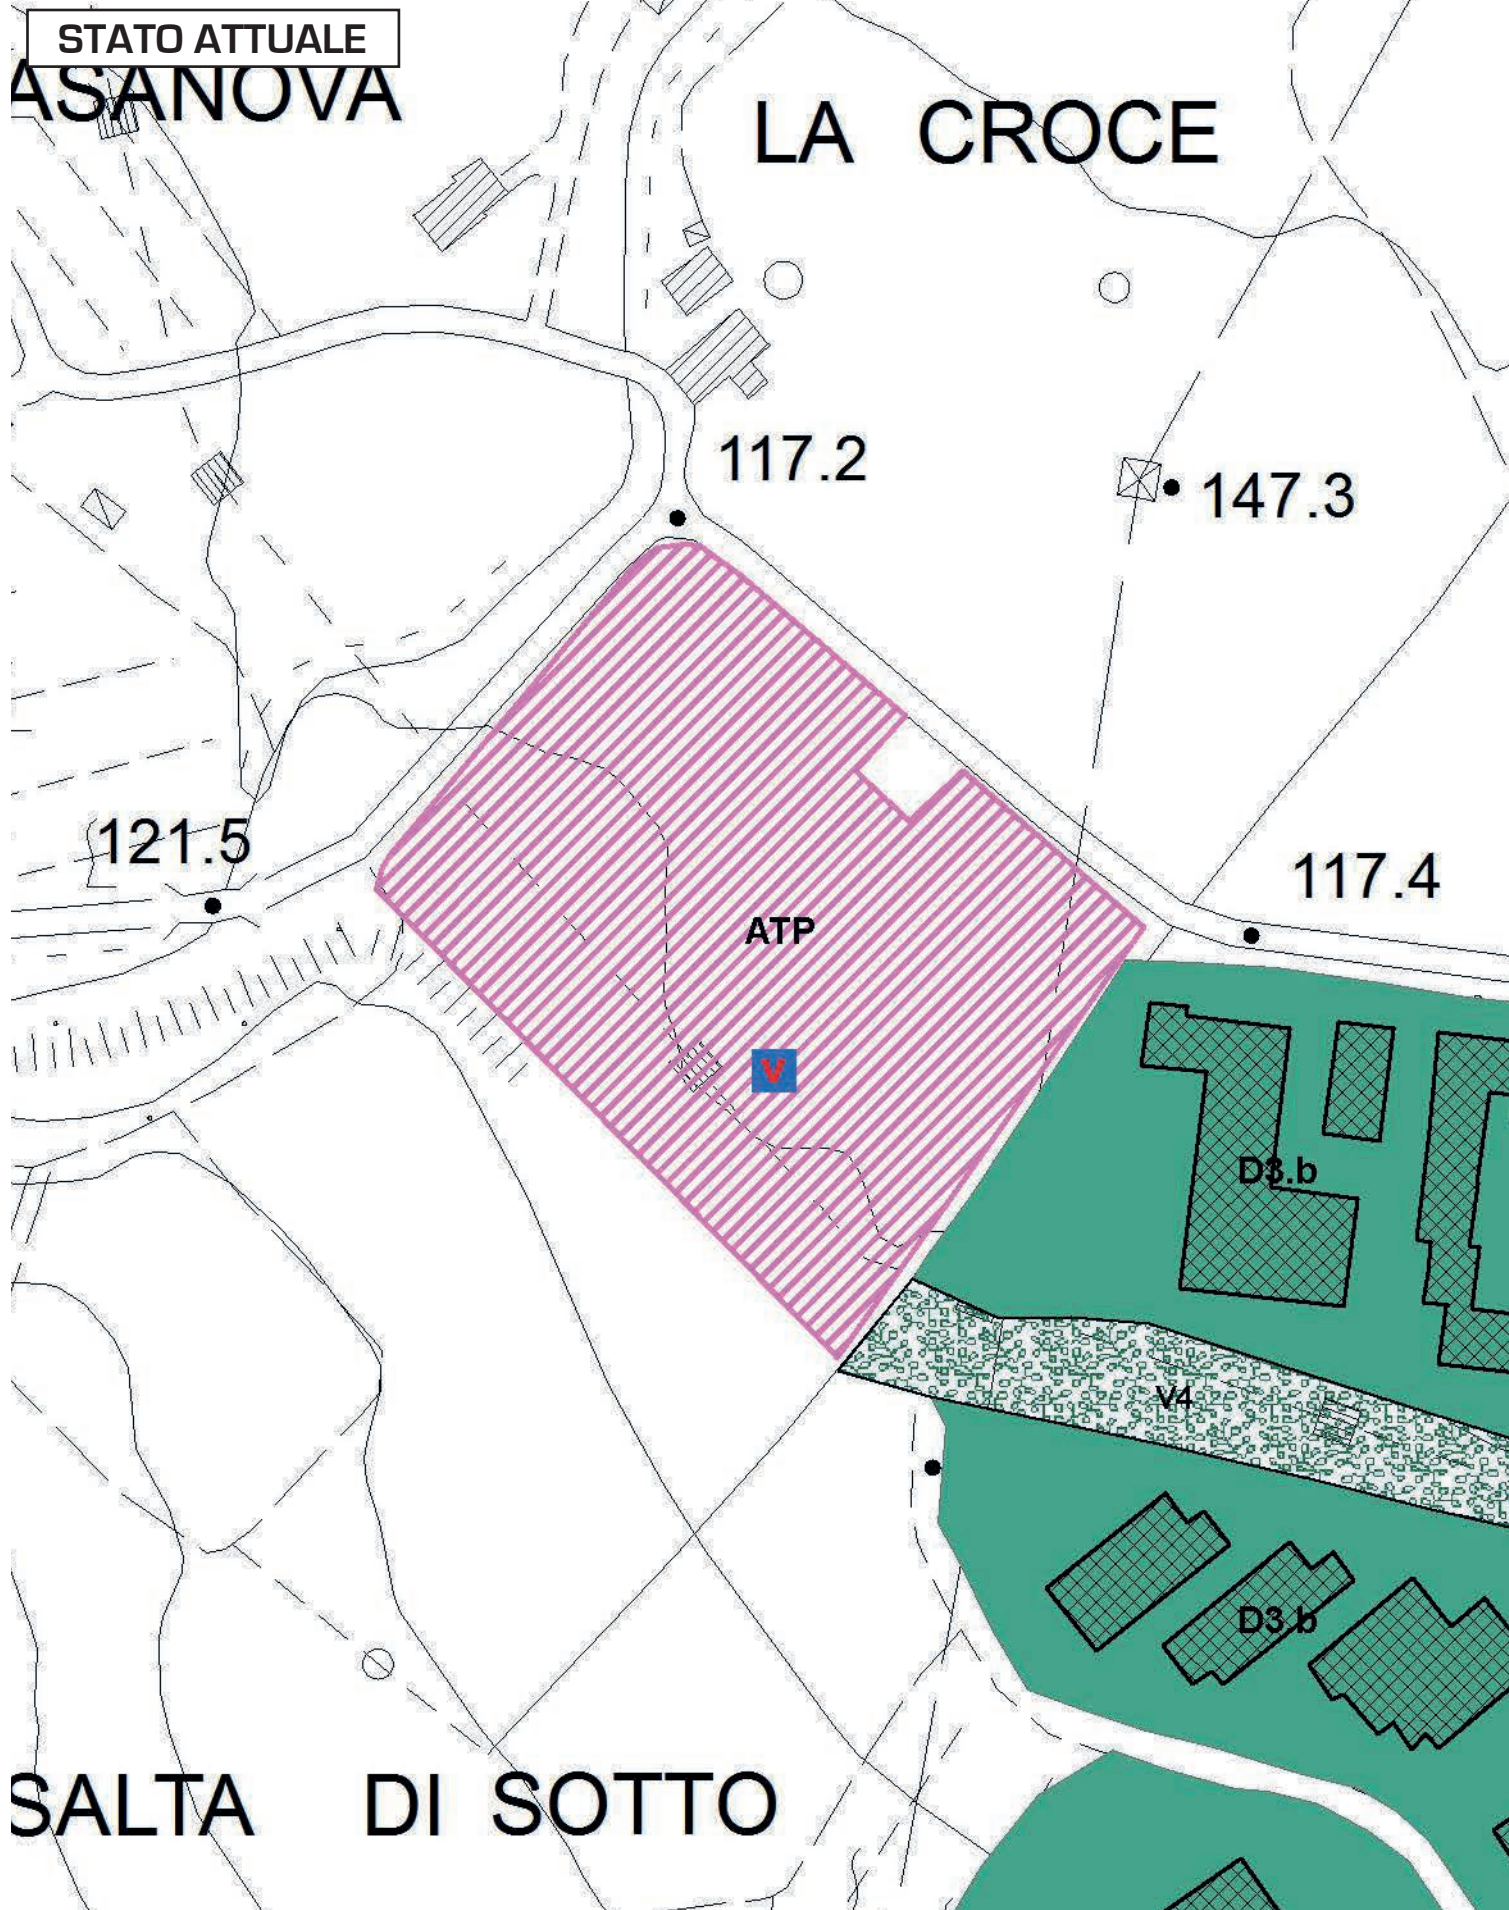 STATO ATTUALE
ASANOVA
LA CROCE
117.2
147.3
121.5
117.4
ATP
V
D3.b
V4
D3.b
SALTA DI SOTTO